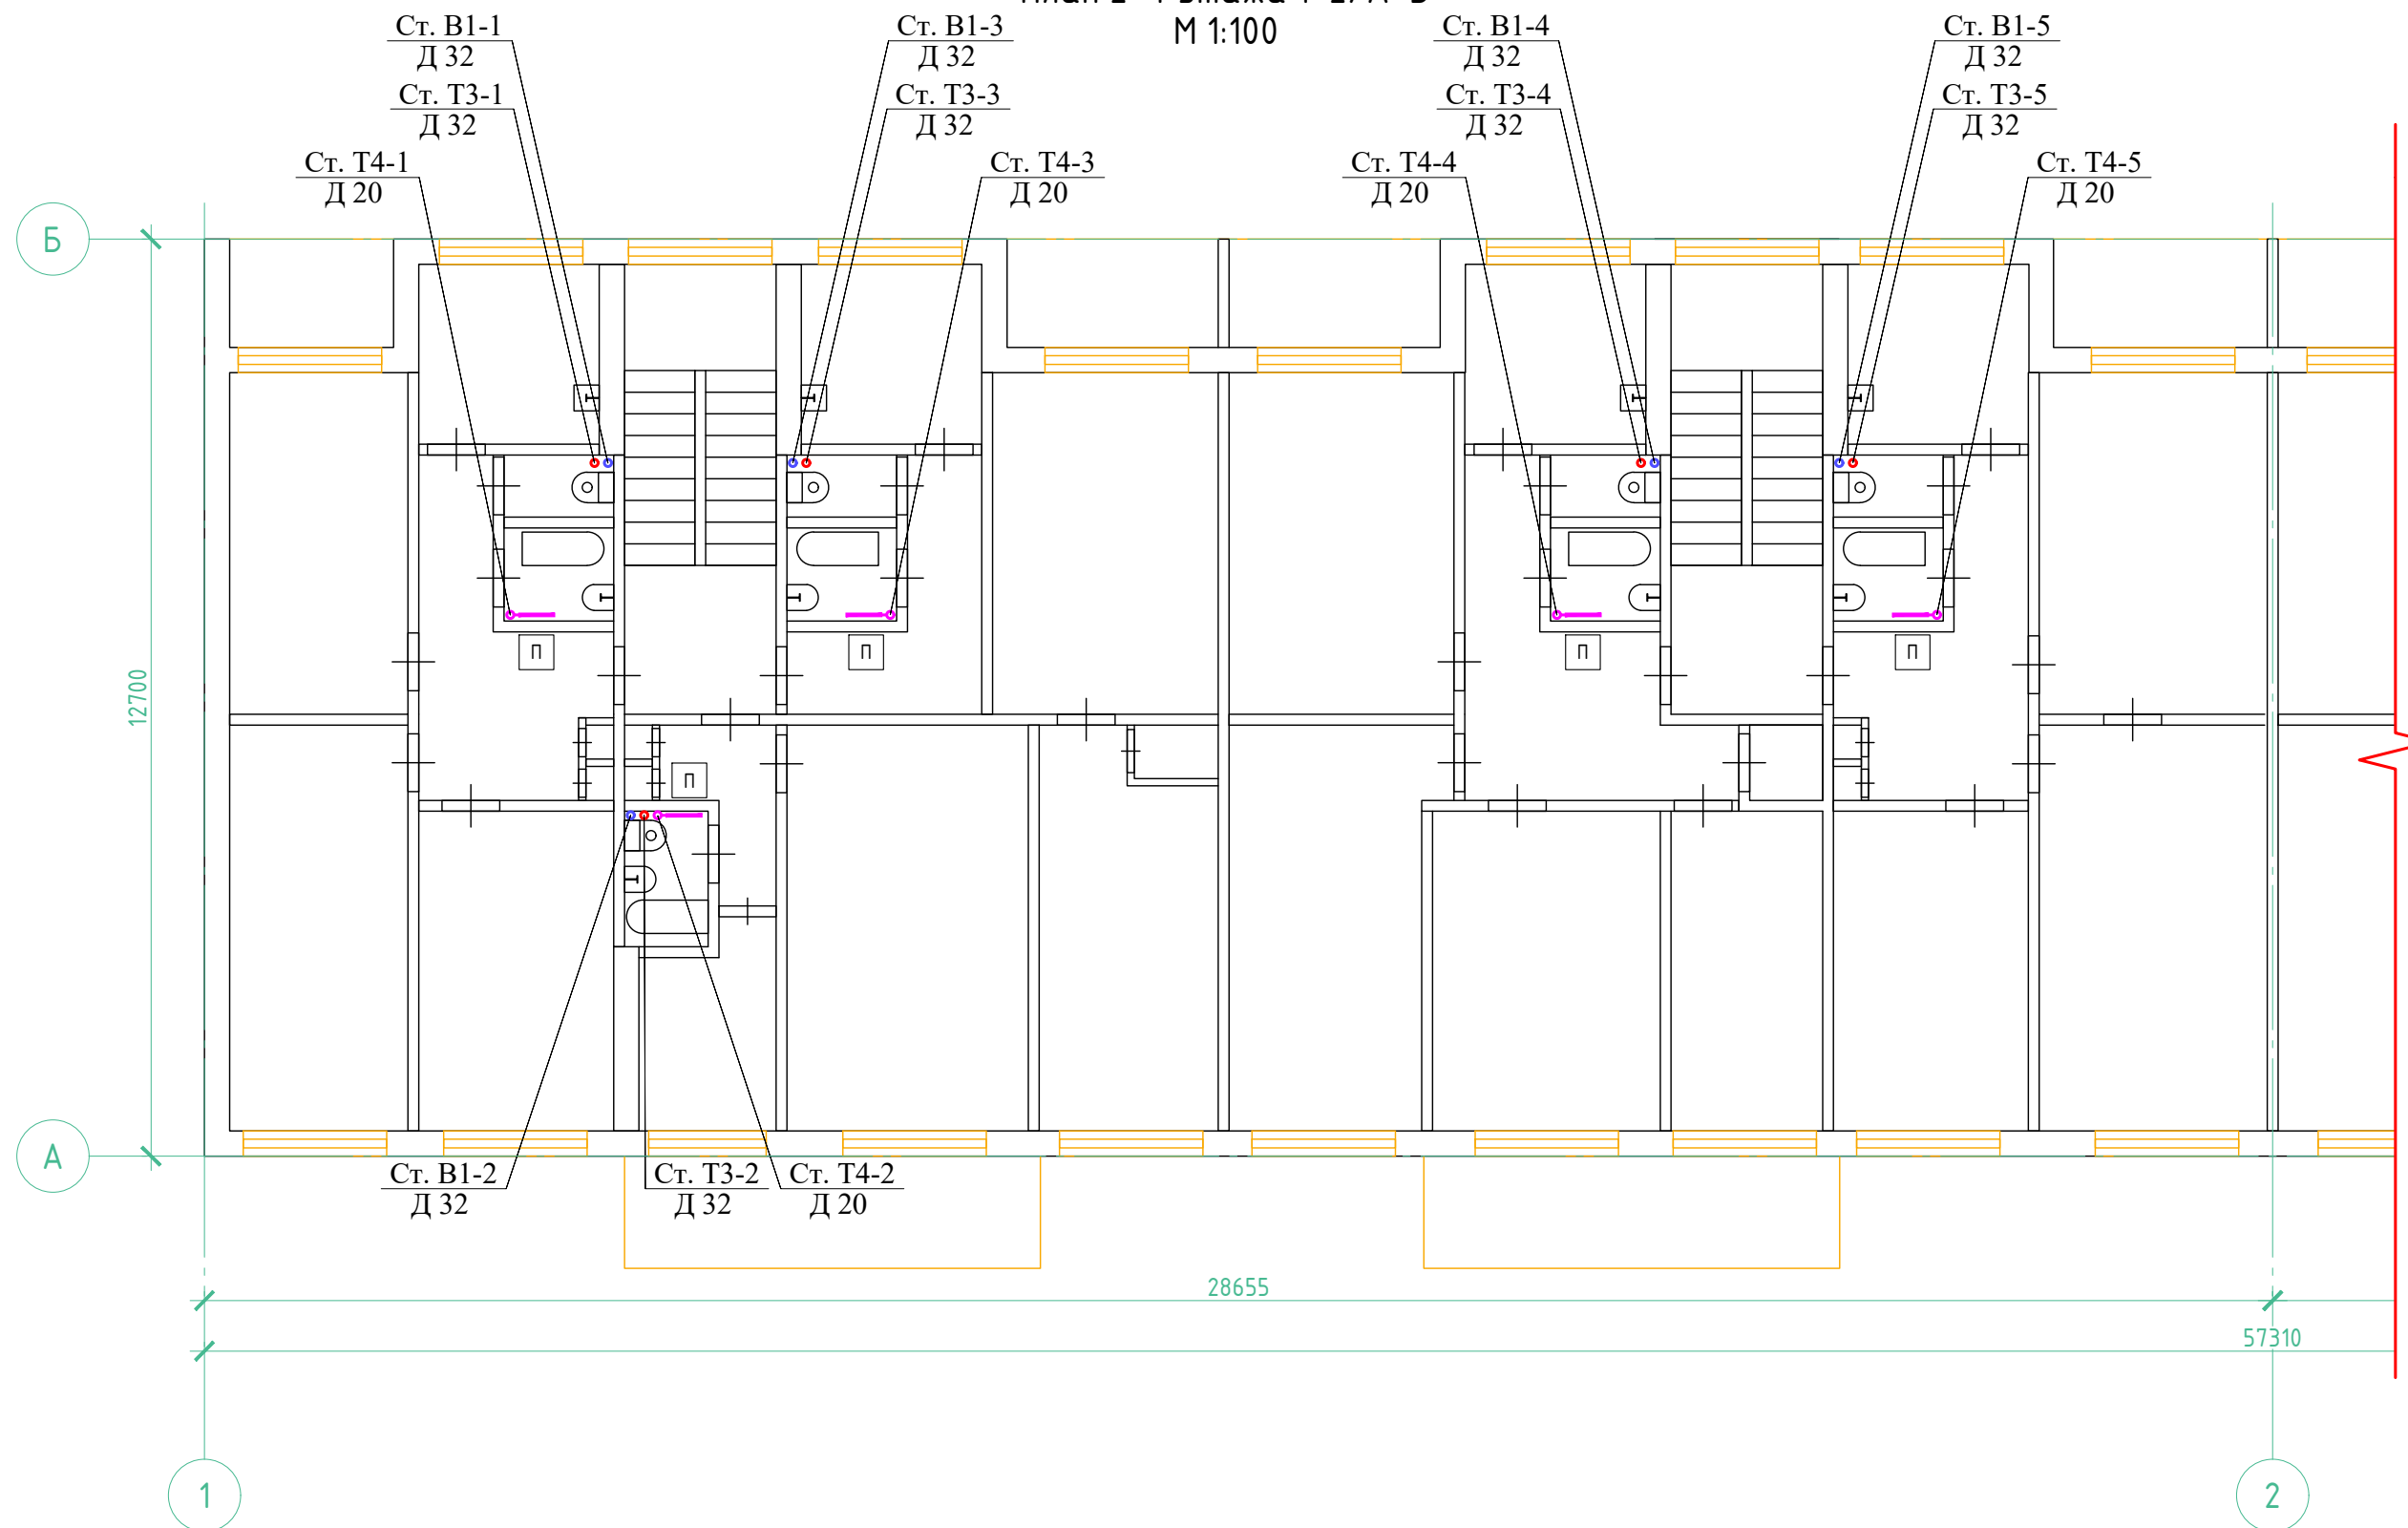 М 1:100
Ст. В1-1
Д 32
Ст. В1-3
Д 32
Ст. В1-4
Д 32
Ст. В1-5
Д 32
Ст. Т3-1
Д 32
Ст. Т3-3
Д 32
Ст. Т3-4
Д 32
Ст. Т3-5
Д 32
Ст. Т4-1
Д 20
Ст. Т4-3
Д 20
Ст. Т4-4
Д 20
Ст. Т4-5
Д 20
Б
П
П
П
П
12700
П
А
Ст. В1-2
Д 32
Ст. Т3-2
Д 32
Ст. Т4-2
Д 20
28655
57310
1
2